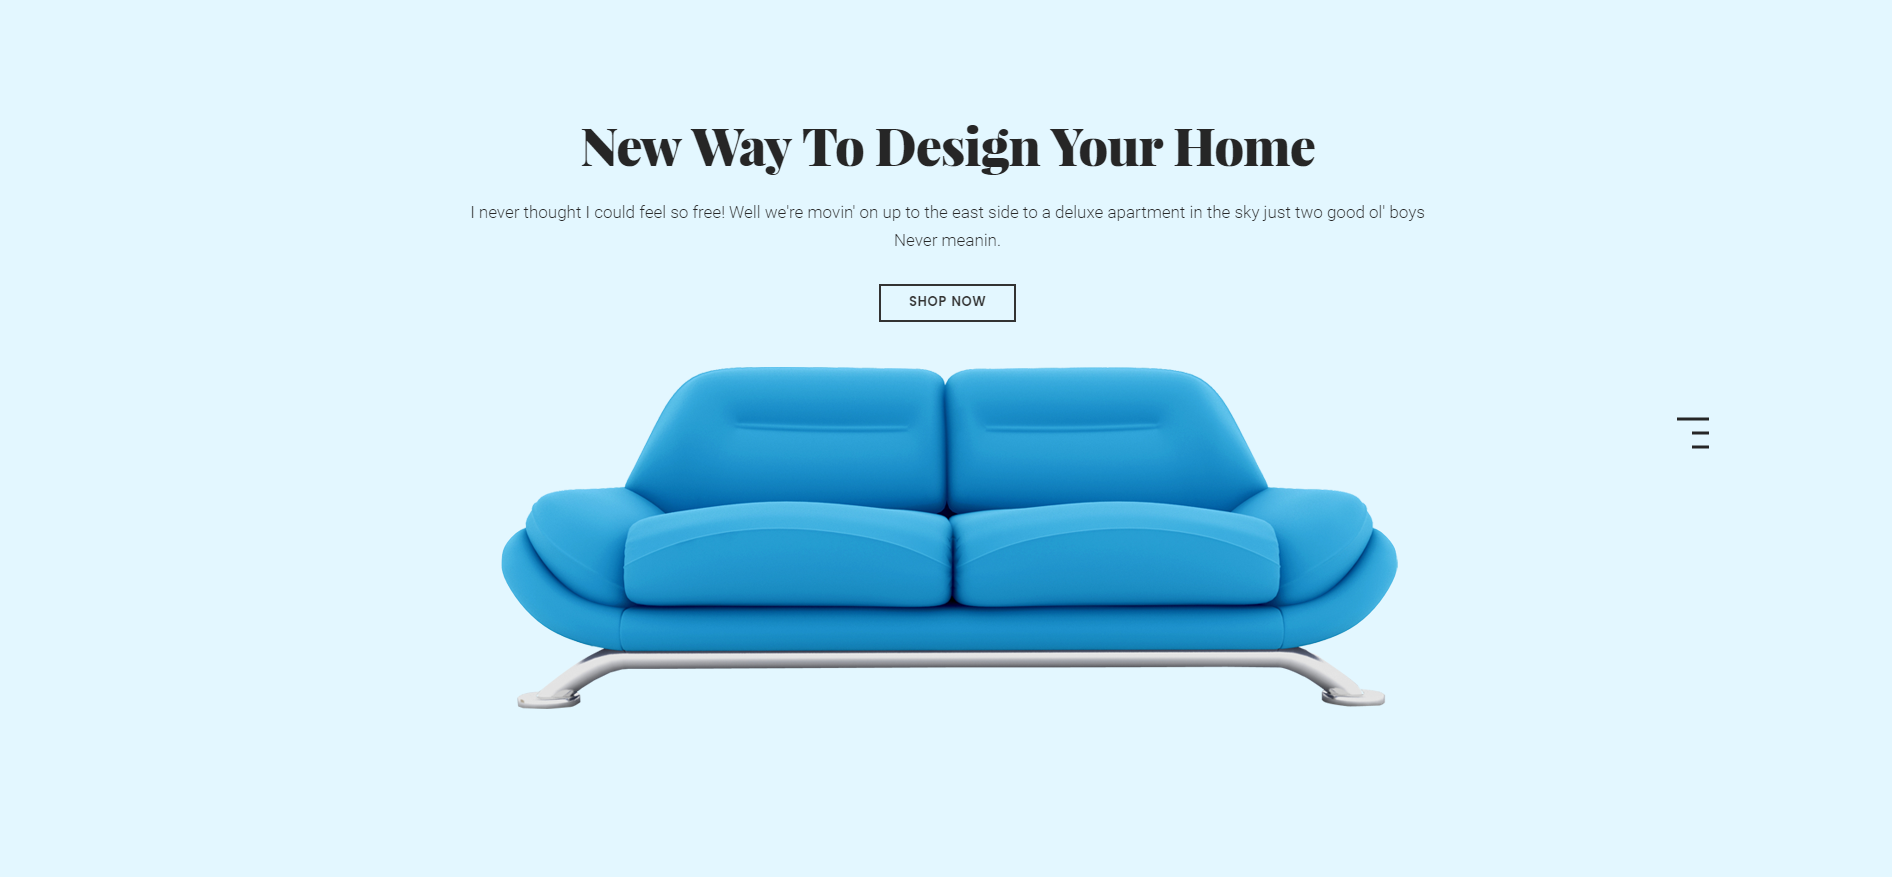 New Way To Design Your Home
I never thought I could feel so free! Well we're movin' on up to the east side to a deluxe apartment in the sky just two good ol' boys
Never meanin.
SHOP NOW